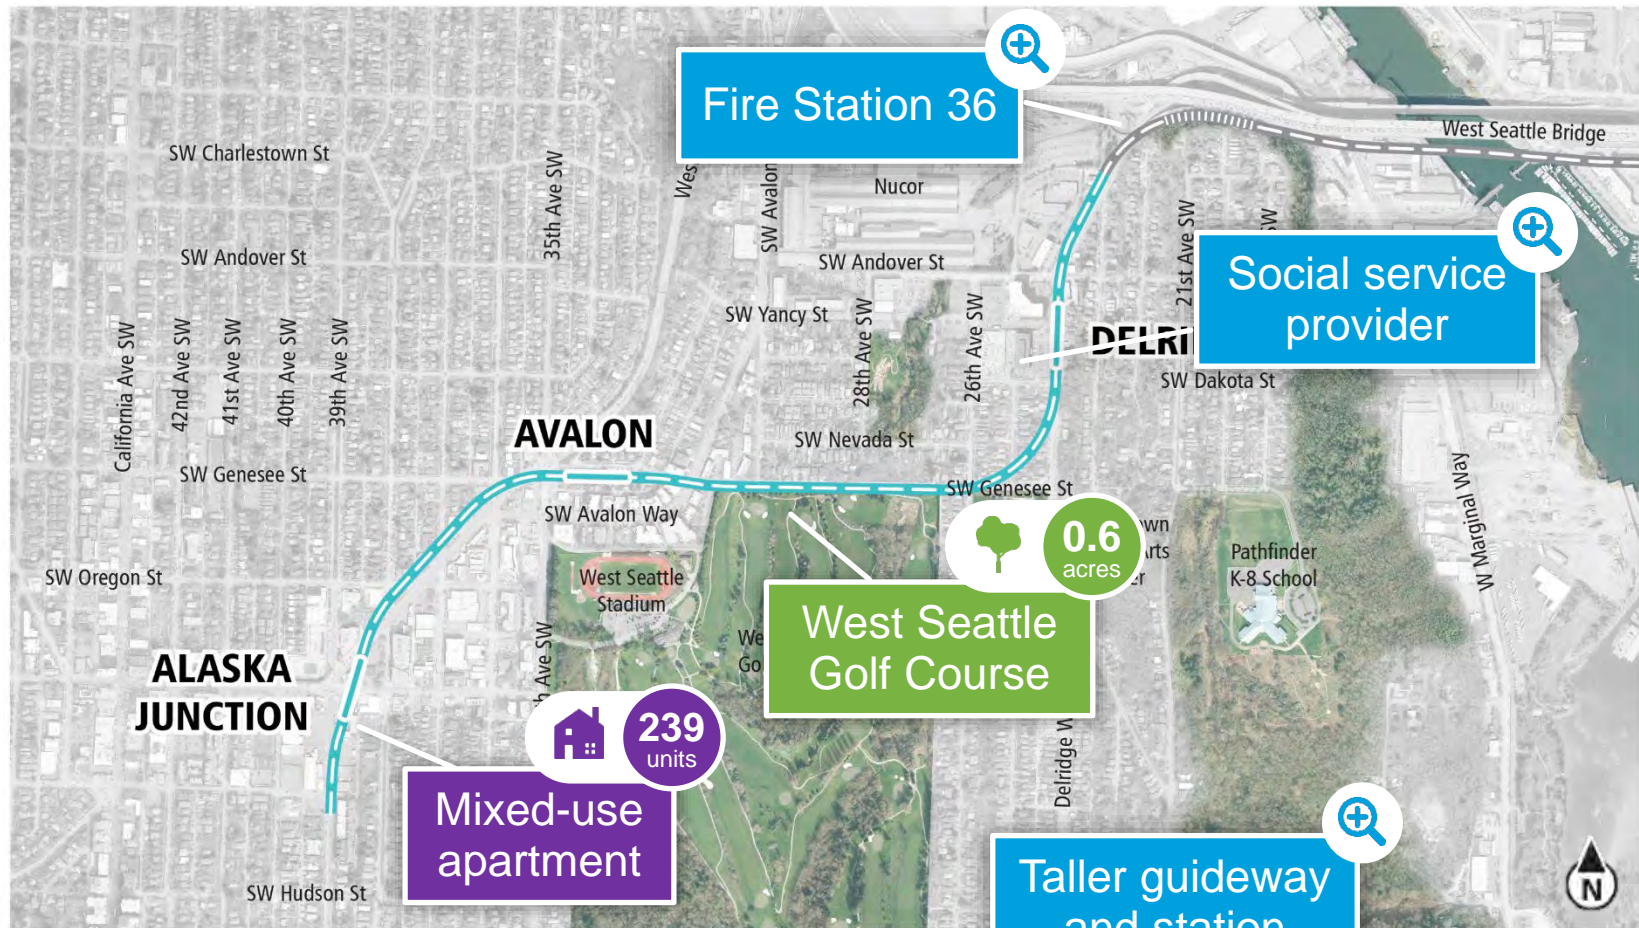 Fire Station 36
West Seattle Bridge
SW Charlestown St
35th Ave SW
SW Avalon
Nucor
21st Ave SW
SW
SW Andover St
SW Andover St
Social service
provider
SW Yancy St
28th Ave SW
26th Ave SW
California Ave SW
42nd Ave SW
41st Ave SW
40th Ave SW
39th Ave SW
SW Dakota St
AVALON
SW Nevada St
SW Genesee St
SW Genesee St
SW Avalon Way
0.6
acres
W Marginal Way
Pathfinder
K-8 School
SW Oregon St
West Seattle
Stadium
West Seattle
Golf Course
Ave SW
ALASKA
JUNCTION
239
units
Mixed-use
apartment
Delridge W
Taller guideway
and station
SW Hudson St
N